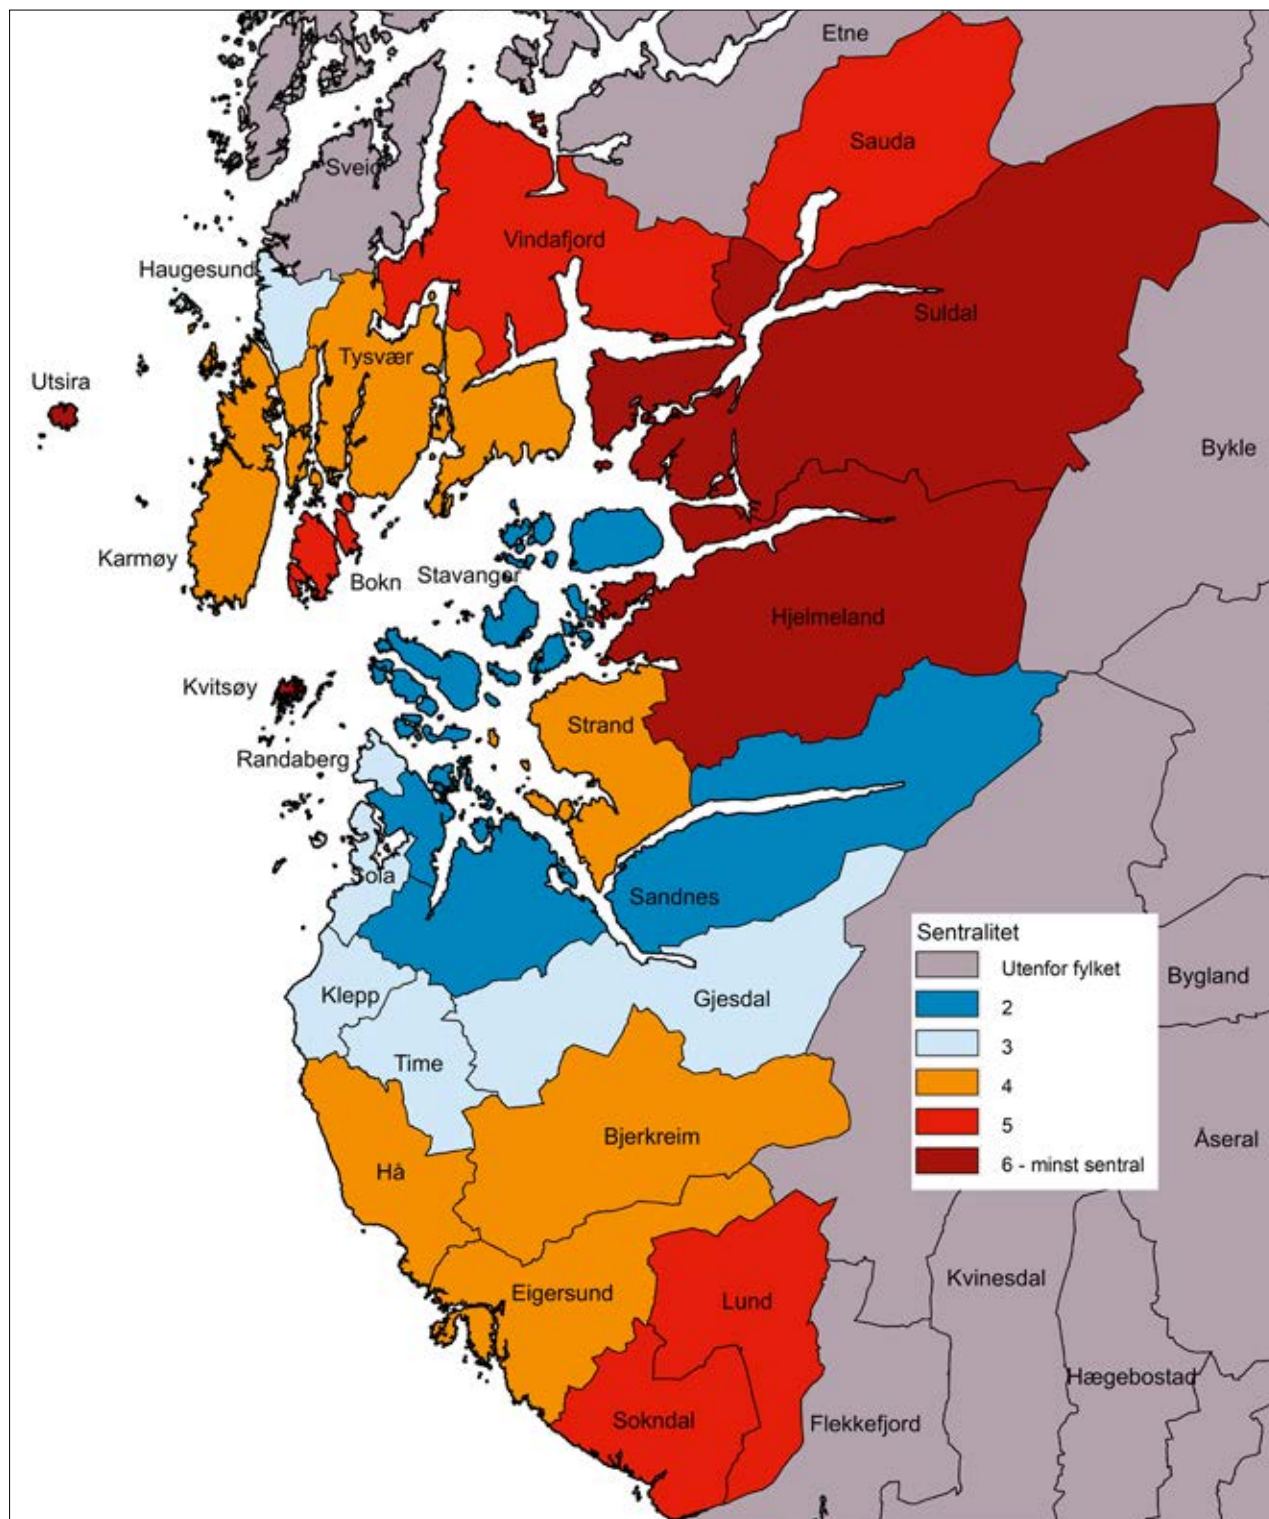 Etne
Sauda
Sveio
Vindafjord
Haugesund
Suldal
Tysvær
Utsira
Bykle
Karmøy
Bokn
Stavanger
Hjelmeland
Kvitsøy
Strand
Randaberg
Sola
Sandnes
Sentralitet
Utenfor fylket
2
3
4
5
6 - minst sentral
Klepp
Gjesdal
Bygland
Time
Bjerkreim
Åseral
Hå
Eigersund
Lund
Kvinesdal
Hægebostad
Sokndal
Flekkefjord